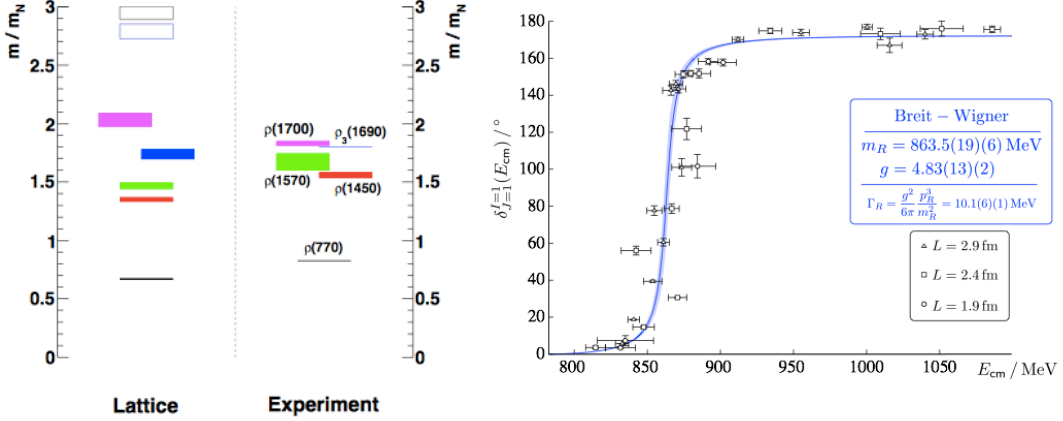 m / m_N
3
2.5
2
1.5
1
0.5
0
Lattice
Experiment
ρ(1700)
ρ₃(1690)
ρ(1570)
ρ(1450)
ρ(770)
m / m_N
3
2.5
2
1.5
1
0.5
0
δ^{I=1}_{J=1}(E_cm) / °
180
160
140
120
100
80
60
40
20
0
800 850 900 950 1000 1050
E_cm / MeV
Breit – Wigner
m_R = 863.5(19)(6) MeV
g = 4.83(13)(2)
Γ_R = g²/6π p³_R/m²_R = 10.1(6)(1) MeV
L = 2.9 fm
L = 2.4 fm
L = 1.9 fm